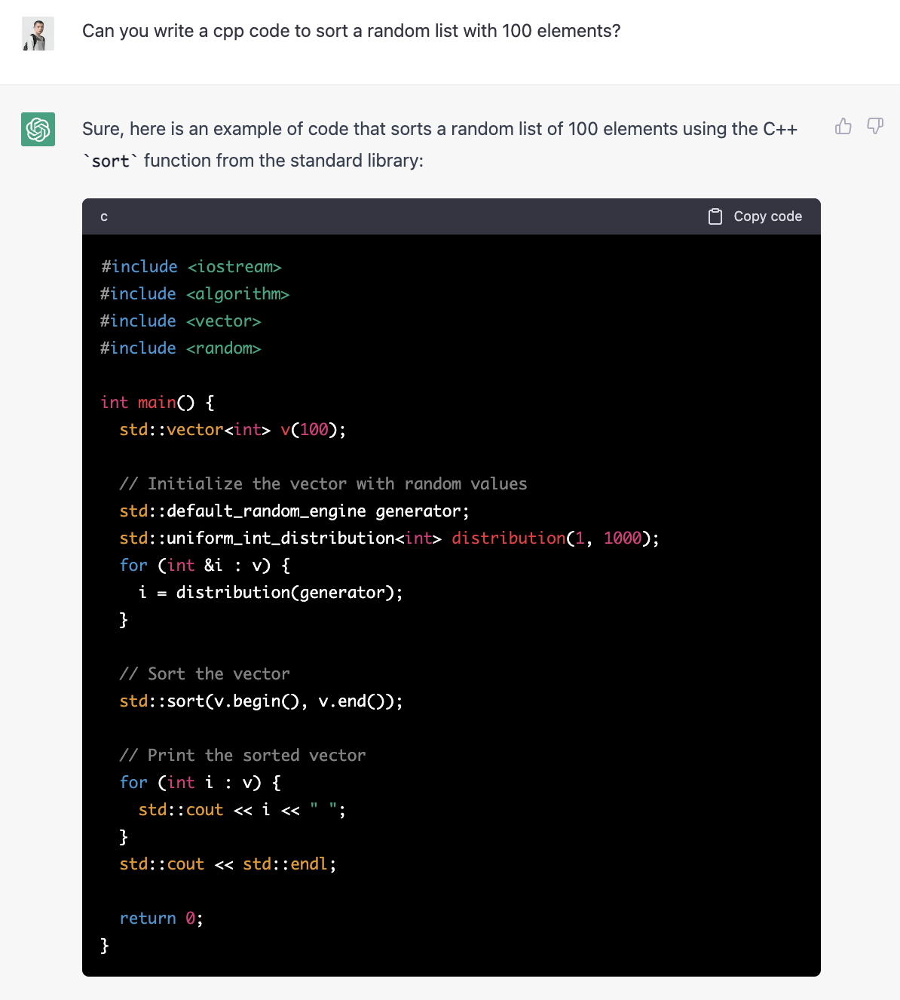 Can you write a cpp code to sort a random list with 100 elements?
Sure, here is an example of code that sorts a random list of 100 elements using the C++
`sort` function from the standard library:
c Copy code
#include <iostream>
#include <algorithm>
#include <vector>
#include <random>
int main() {
  std::vector<int> v(100);
  // Initialize the vector with random values
  std::default_random_engine generator;
  std::uniform_int_distribution<int> distribution(1, 1000);
  for (int &i : v) {
    i = distribution(generator);
  }
  // Sort the vector
  std::sort(v.begin(), v.end());
  // Print the sorted vector
  for (int i : v) {
    std::cout << i << " ";
  }
  std::cout << std::endl;
  return 0;
}